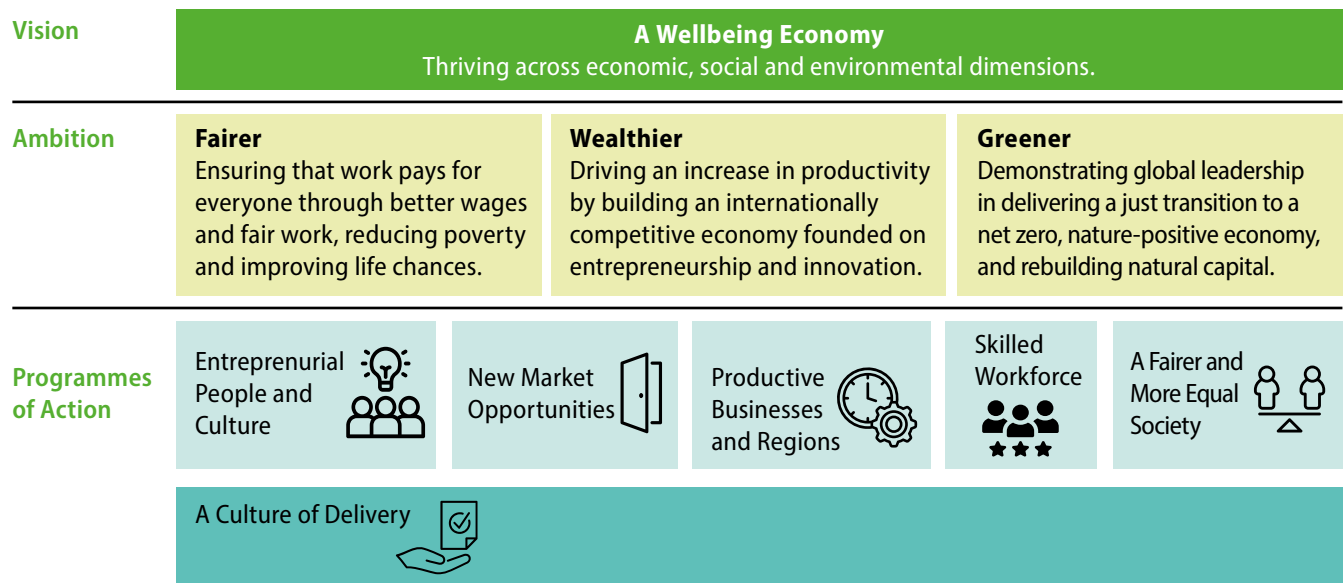 Vision
A Wellbeing Economy
Thriving across economic, social and environmental dimensions.
Ambition
Fairer
Ensuring that work pays for
everyone through better wages
and fair work, reducing poverty
and improving life chances.
Wealthier
Driving an increase in productivity
by building an internationally
competitive economy founded on
entrepreneurship and innovation.
Greener
Demonstrating global leadership
in delivering a just transition to a
net zero, nature-positive economy,
and rebuilding natural capital.
Programmes
of Action
Entreprenurial
People and
Culture
New Market
Opportunities
Productive
Businesses
and Regions
Skilled
Workforce
A Fairer and
More Equal
Society
A Culture of Delivery